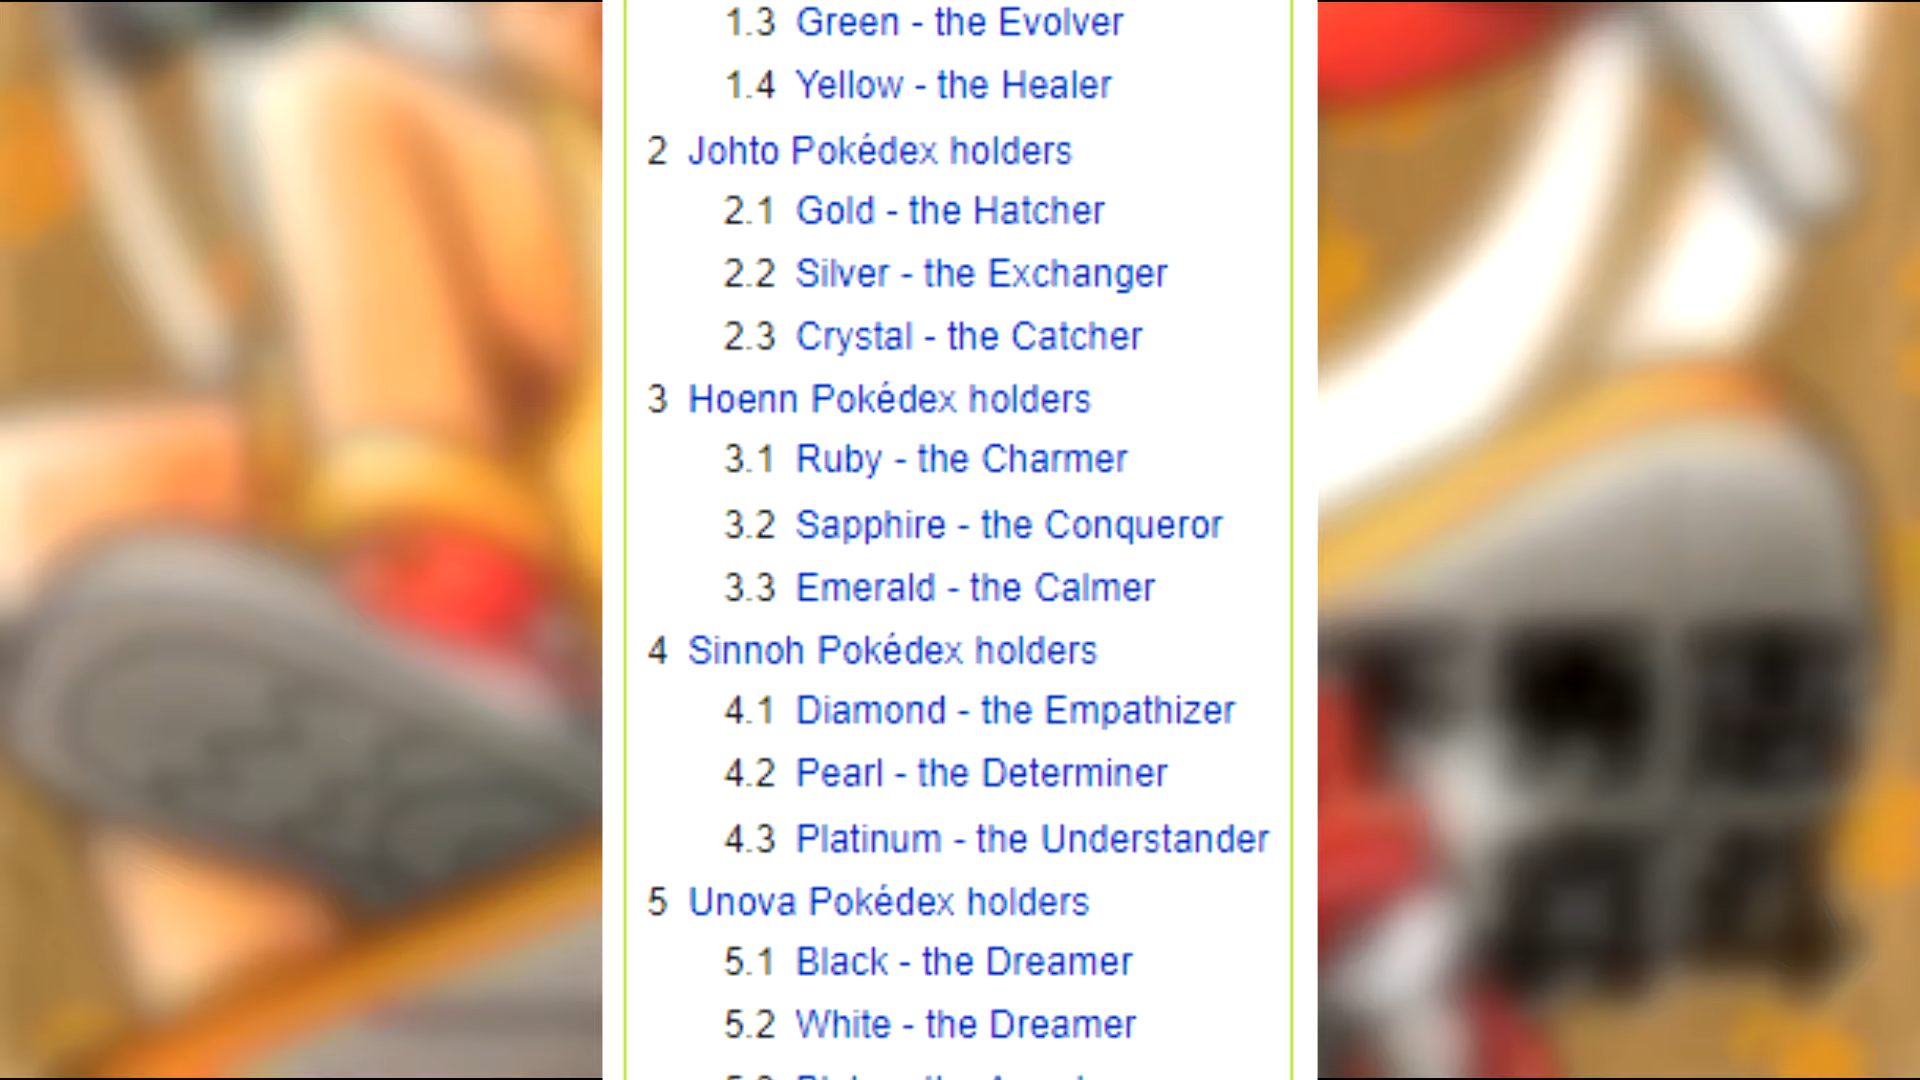 1.3 Green - the Evolver
1.4 Yellow - the Healer
2 Johto Pokédex holders
2.1 Gold - the Hatcher
2.2 Silver - the Exchanger
2.3 Crystal - the Catcher
3 Hoenn Pokédex holders
3.1 Ruby - the Charmer
3.2 Sapphire - the Conqueror
3.3 Emerald - the Calmer
4 Sinnoh Pokédex holders
4.1 Diamond - the Empathizer
4.2 Pearl - the Determiner
4.3 Platinum - the Understander
5 Unova Pokédex holders
5.1 Black - the Dreamer
5.2 White - the Dreamer